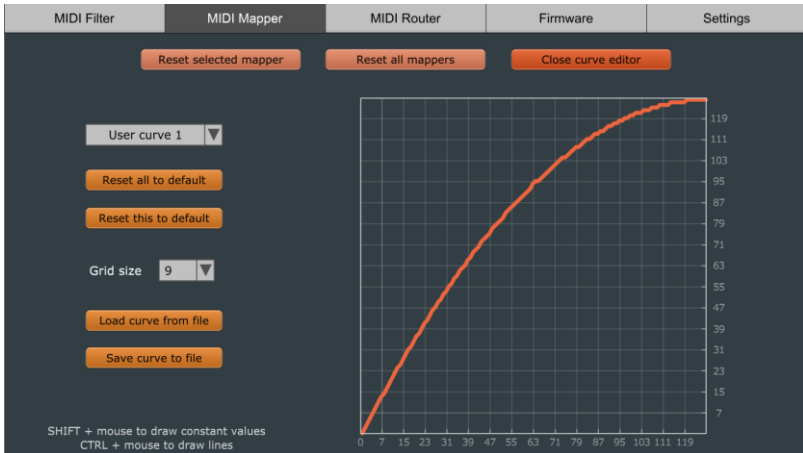 MIDI Filter
MIDI Mapper
MIDI Router
Firmware
Settings
Reset selected mapper
Reset all mappers
Close curve editor
User curve 1
Reset all to default
Reset this to default
Grid size
9
Load curve from file
Save curve to file
SHIFT + mouse to draw constant values
CTRL + mouse to draw lines
119
111
103
95
87
79
71
63
55
47
39
31
23
15
7
0 7 15 23 31 39 47 55 63 71 79 87 95 103 111 119